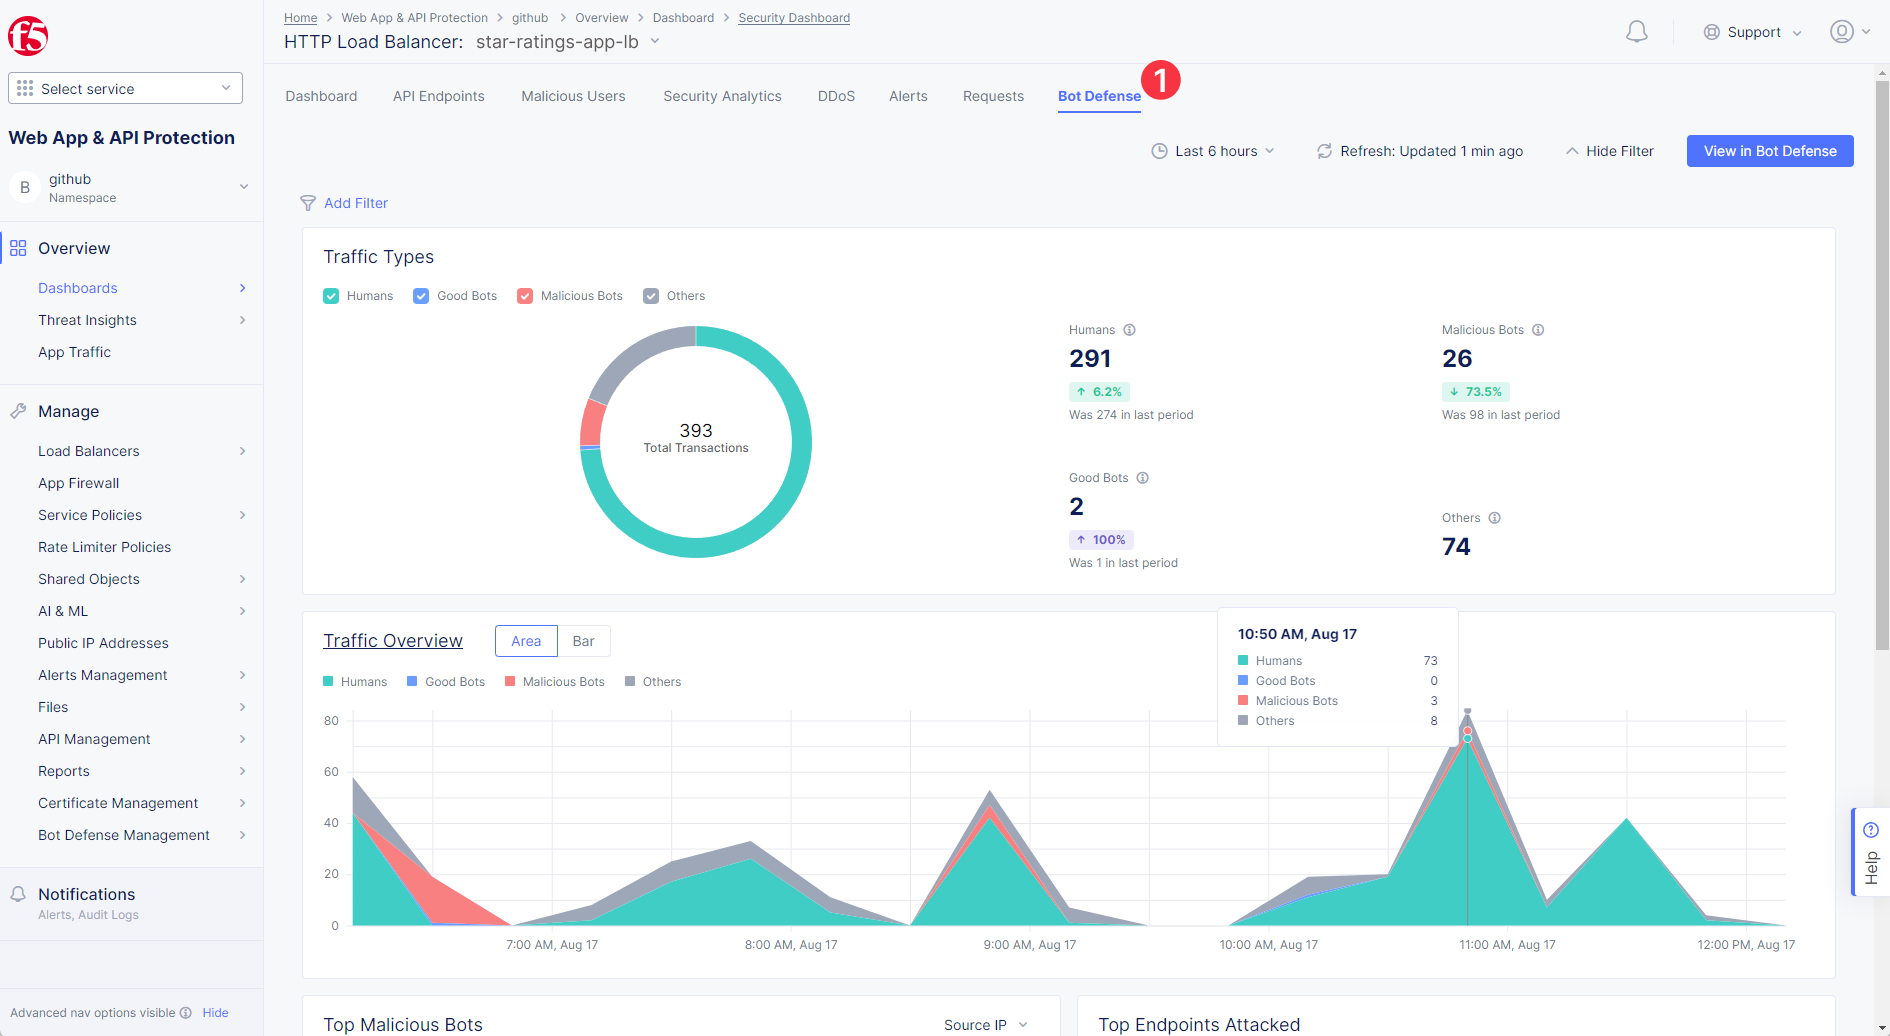 f5
Home > Web App & API Protection > github > Overview > Dashboard > Security Dashboard
HTTP Load Balancer: star-ratings-app-lb
Support
Select service
Web App & API Protection
B
github
Namespace
Overview
Dashboards
Threat Insights
App Traffic
Manage
Load Balancers
App Firewall
Service Policies
Rate Limiter Policies
Shared Objects
AI & ML
Public IP Addresses
Alerts Management
Files
API Management
Reports
Certificate Management
Bot Defense Management
Notifications
Alerts, Audit Logs
Advanced nav options visible Hide
Dashboard API Endpoints Malicious Users Security Analytics DDoS Alerts Requests Bot Defense 1
Last 6 hours Refresh: Updated 1 min ago Hide Filter View in Bot Defense
Add Filter
Traffic Types
Humans Good Bots Malicious Bots Others
393
Total Transactions
Humans
291
↑ 6.2%
Was 274 in last period
Malicious Bots
26
↓ 73.5%
Was 98 in last period
Good Bots
2
↑ 100%
Was 1 in last period
Others
74
Traffic Overview Area Bar
Humans Good Bots Malicious Bots Others
10:50 AM, Aug 17
Humans 73
Good Bots 0
Malicious Bots 3
Others 8
80
60
40
20
0
7:00 AM, Aug 17 8:00 AM, Aug 17 9:00 AM, Aug 17 10:00 AM, Aug 17 11:00 AM, Aug 17 12:00 PM, Aug 17
Help
Top Malicious Bots Source IP
Top Endpoints Attacked